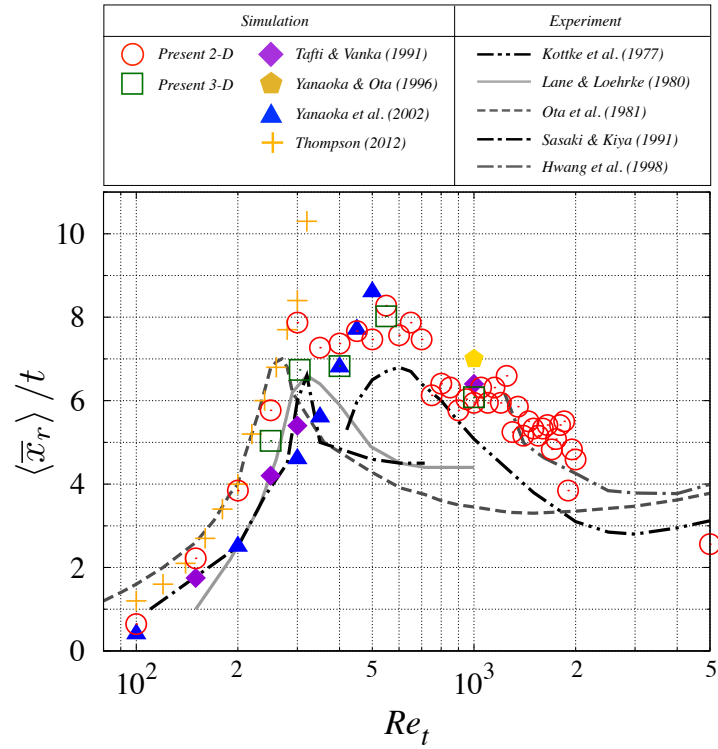 Simulation Experiment
Present 2-D Tafti & Vanka (1991) Kottke et al. (1977)
Present 3-D Yanaoka & Ota (1996) Lane & Loehrke (1980)
Yanaoka et al. (2002) Ota et al. (1981)
Thompson (2012) Sasaki & Kiya (1991)
Hwang et al. (1998)
10
8
6
4
2
0
⟨x̅_r⟩ /t
10² 2 5 10³ 2 5
Re_t